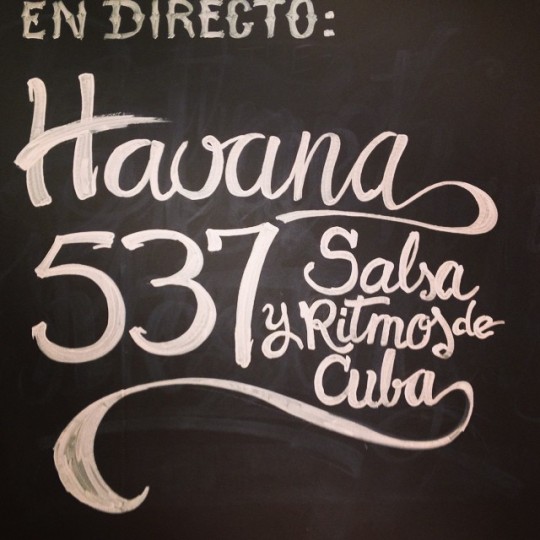 EN DIRECTO:
Havana
537 Salsa
y Ritmos de
Cuba